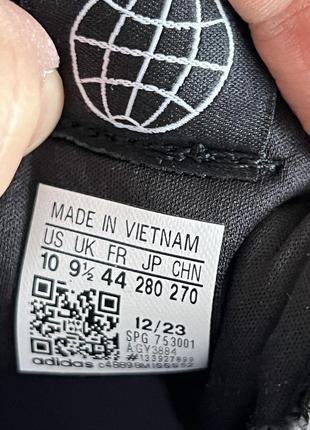 MADE IN VIETNAM
US UK FR JP CHN
10 9½ 44 280 270
12/23
SPG 753001
AGY3884
#133927899
adidas